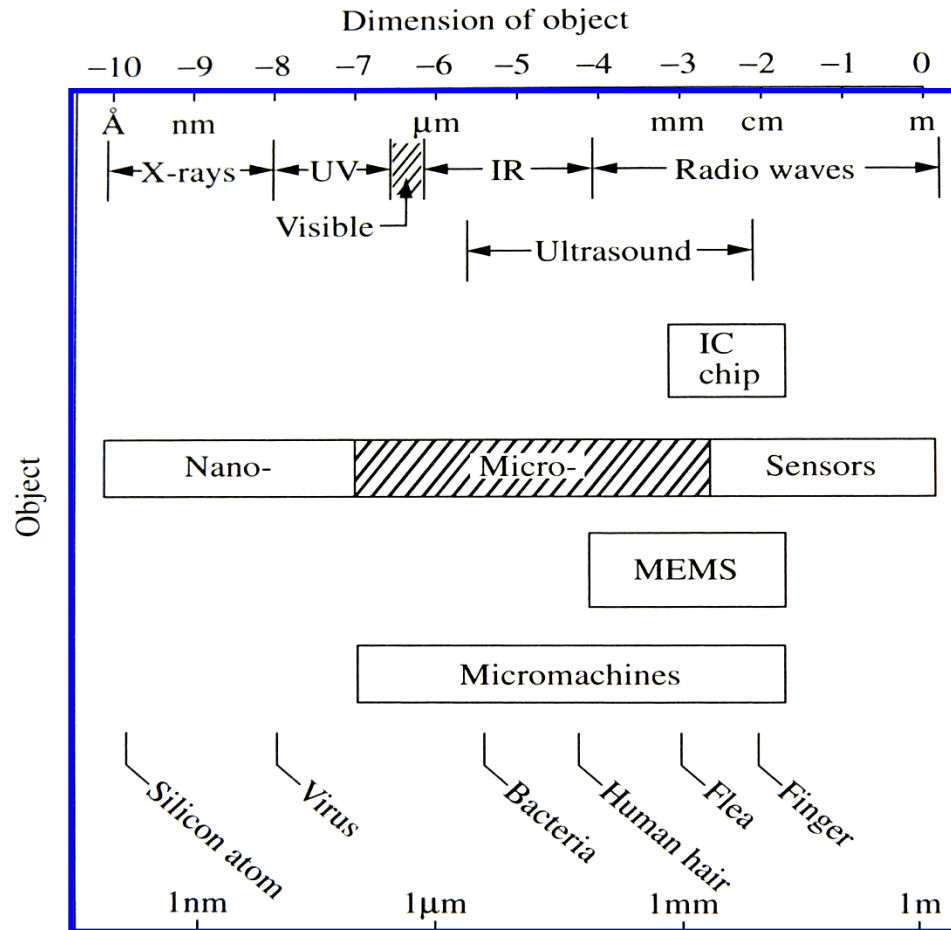 Dimension of object
−10 −9 −8 −7 −6 −5 −4 −3 −2 −1 0
Å nm μm mm cm m
X-rays UV IR Radio waves
Visible
Ultrasound
IC
chip
Object
Nano- Micro- Sensors
MEMS
Micromachines
Silicon atom
Virus
Bacteria
Human hair
Flea
Finger
1nm 1μm 1mm 1m